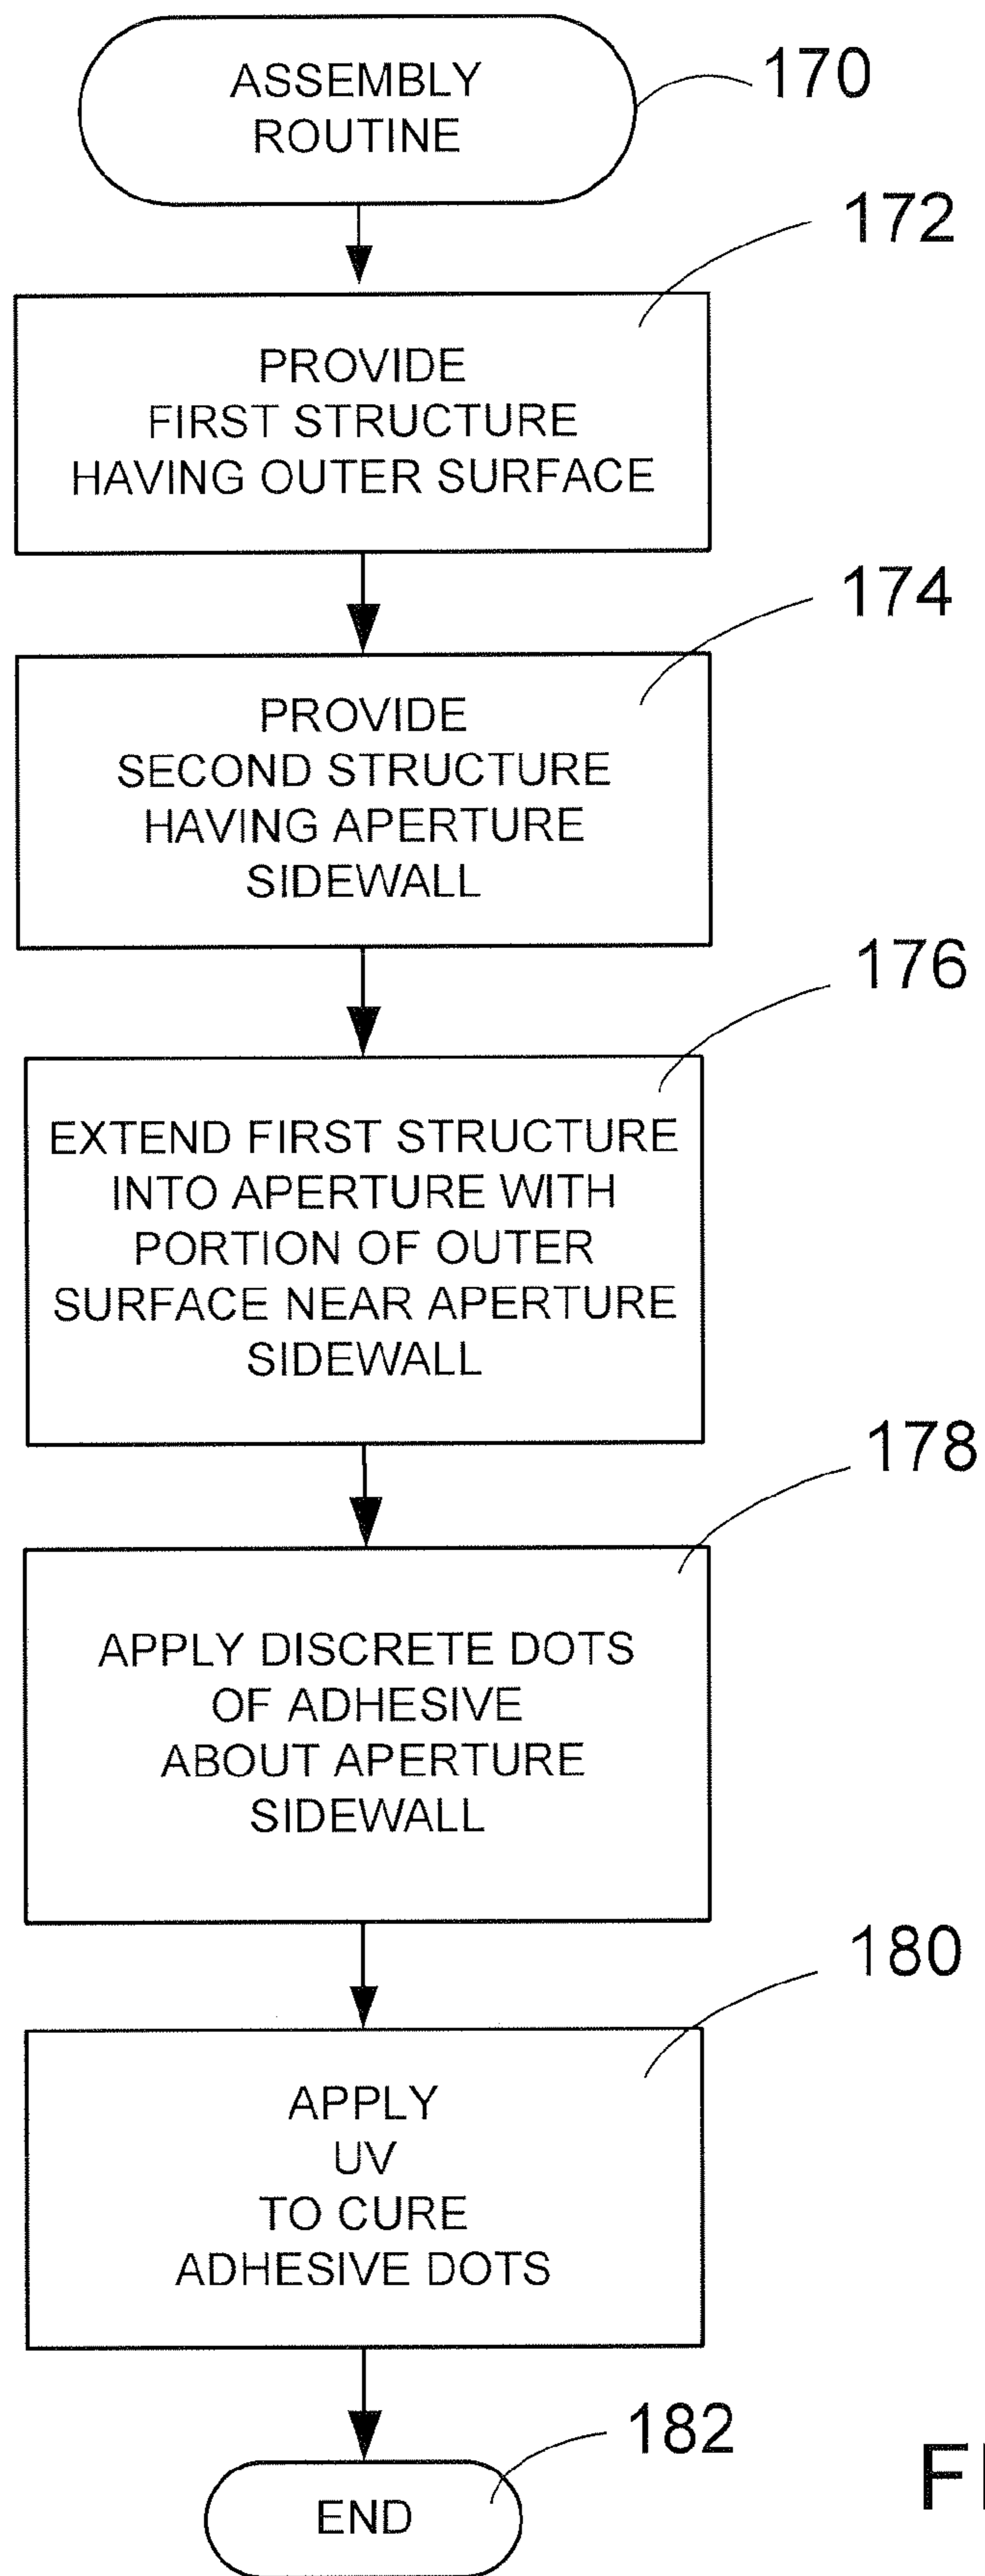 ASSEMBLY
ROUTINE
170
172
PROVIDE
FIRST STRUCTURE
HAVING OUTER SURFACE
174
PROVIDE
SECOND STRUCTURE
HAVING APERTURE
SIDEWALL
176
EXTEND FIRST STRUCTURE
INTO APERTURE WITH
PORTION OF OUTER
SURFACE NEAR APERTURE
SIDEWALL
178
APPLY DISCRETE DOTS
OF ADHESIVE
ABOUT APERTURE
SIDEWALL
180
APPLY
UV
TO CURE
ADHESIVE DOTS
182
END